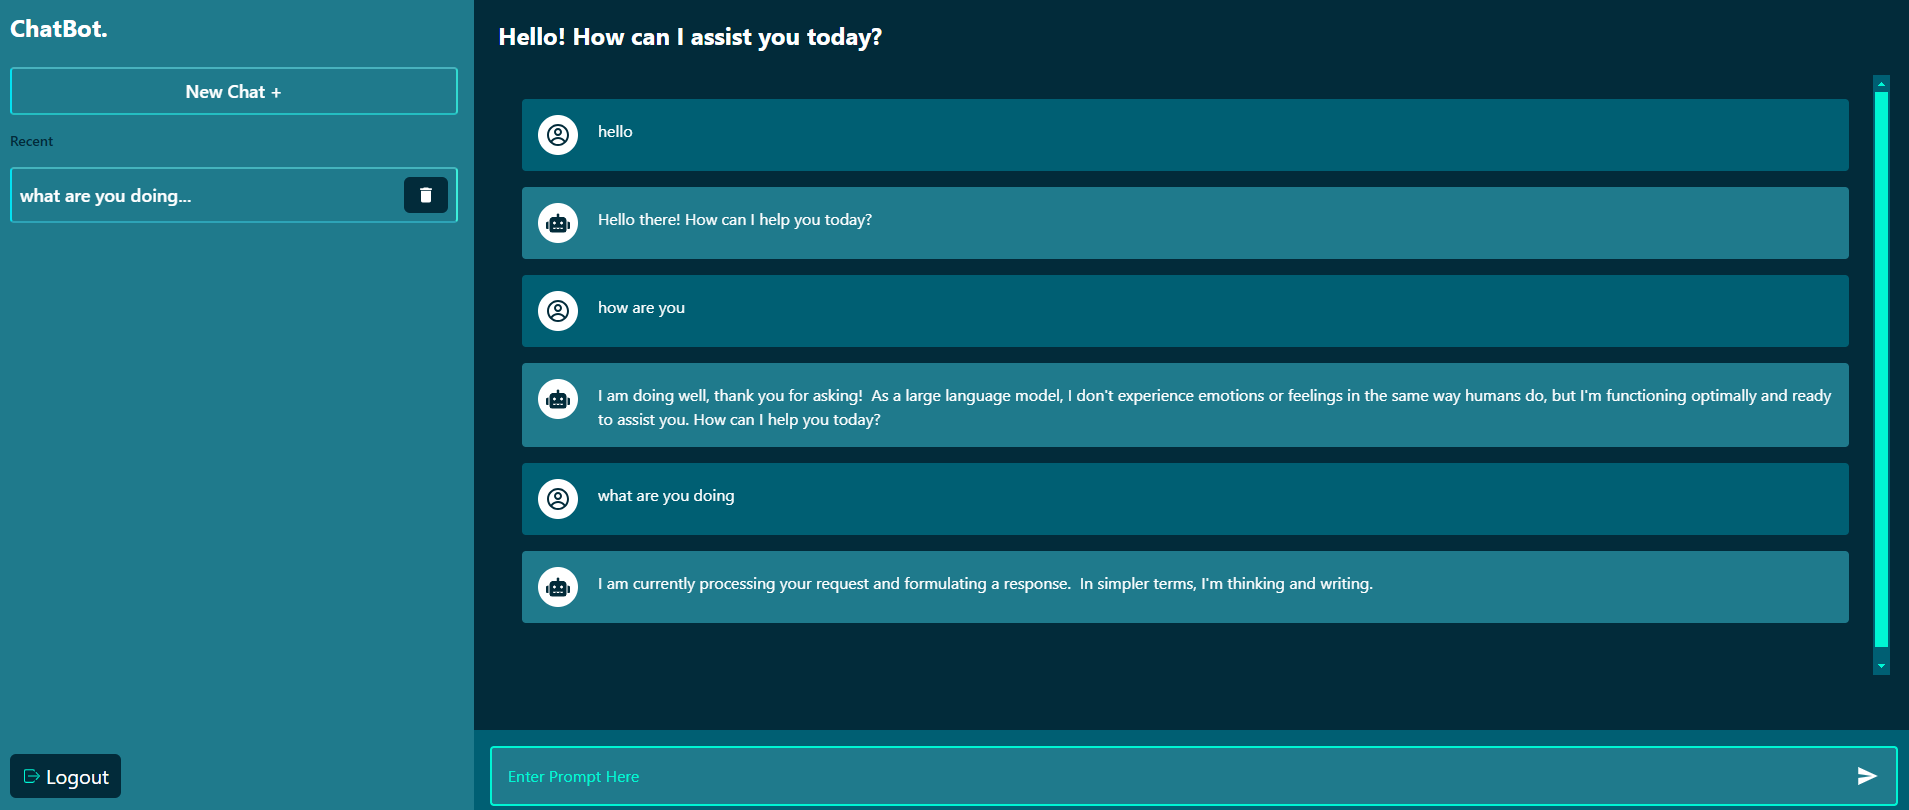 ChatBot.
New Chat +
Recent
what are you doing...
Logout
Hello! How can I assist you today?
hello
Hello there! How can I help you today?
how are you
I am doing well, thank you for asking!  As a large language model, I don't experience emotions or feelings in the same way humans do, but I'm functioning optimally and ready
to assist you. How can I help you today?
what are you doing
I am currently processing your request and formulating a response.  In simpler terms, I'm thinking and writing.
Enter Prompt Here